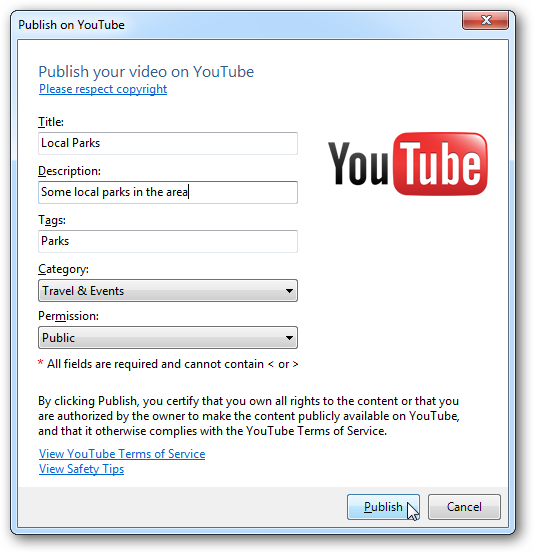 Publish on YouTube
Publish your video on YouTube
Please respect copyright
Title:
Local Parks
YouTube
Description:
Some local parks in the area
Tags:
Parks
Category:
Travel & Events
Permission:
Public
* All fields are required and cannot contain < or >
By clicking Publish, you certify that you own all rights to the content or that you
are authorized by the owner to make the content publicly available on YouTube,
and that it otherwise complies with the YouTube Terms of Service.
View YouTube Terms of Service
View Safety Tips
Publish Cancel